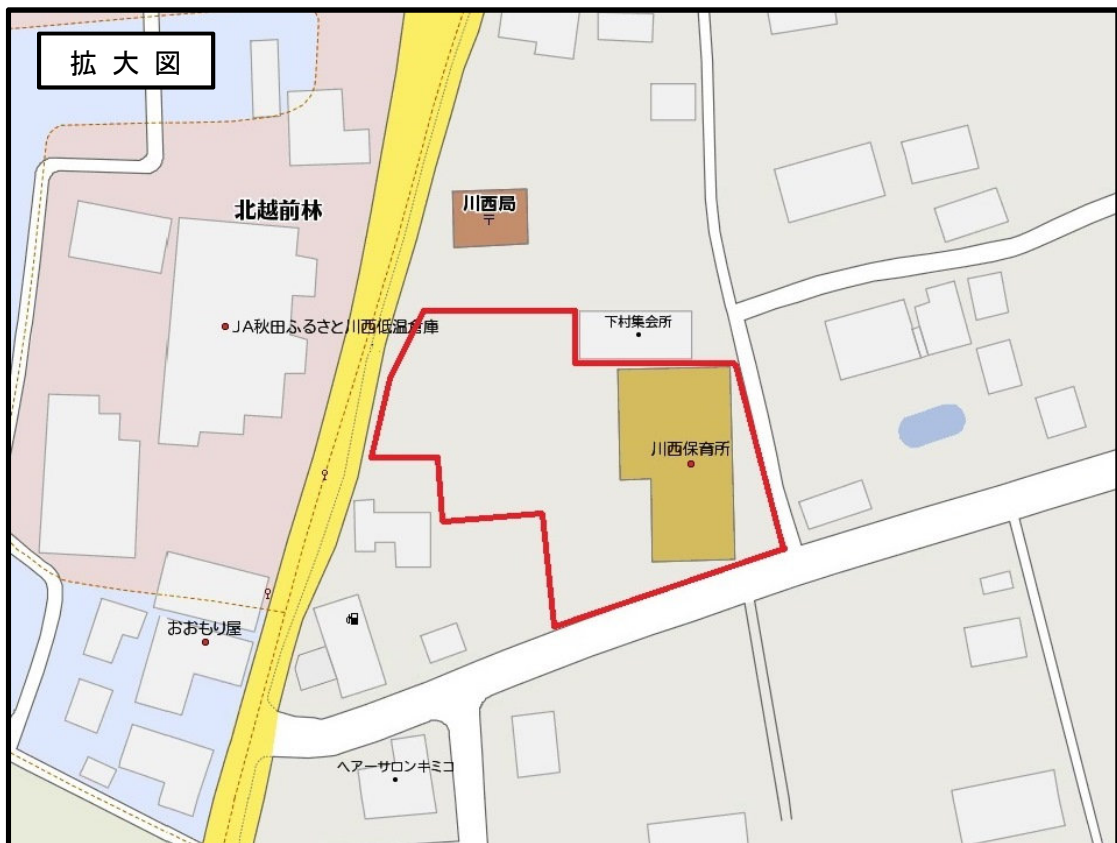 拡大図
川西局
〒
北越前林
JA秋田ふるさと川西低温倉庫
下村集会所
川西保育所
おおもり屋
ヘアーサロンキミコ